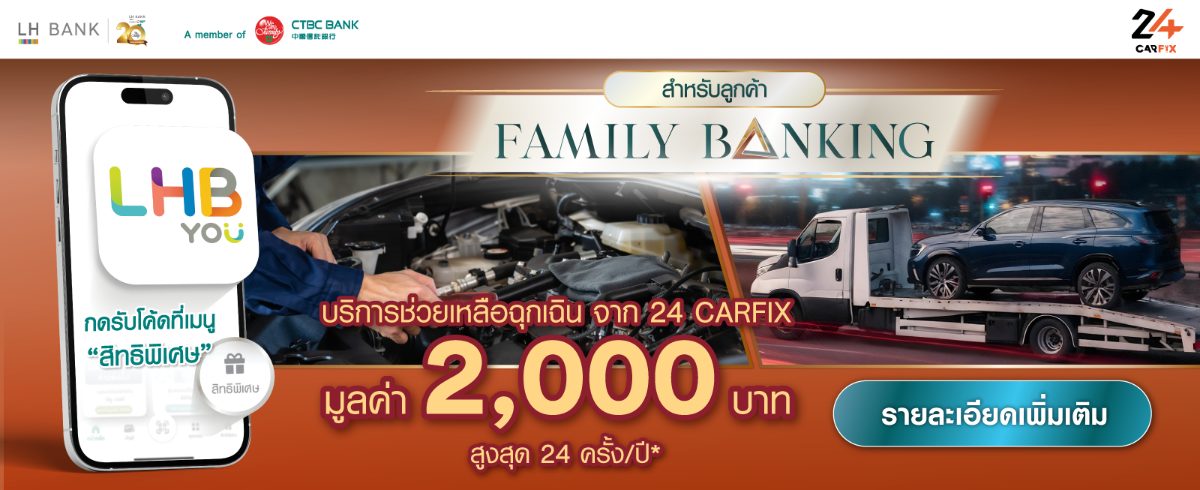 LH BANK
20
A member of
CTBC BANK
中國信託銀行
24
CARFIX
สำหรับลูกค้า
FAMILY BANKING
LHB
YOU
กดรับโค้ดที่เมนู
“สิทธิพิเศษ”
สิทธิพิเศษ
บริการช่วยเหลือฉุกเฉิน จาก 24 CARFIX
มูลค่า 2,000 บาท
สูงสุด 24 ครั้ง/ปี*
รายละเอียดเพิ่มเติม